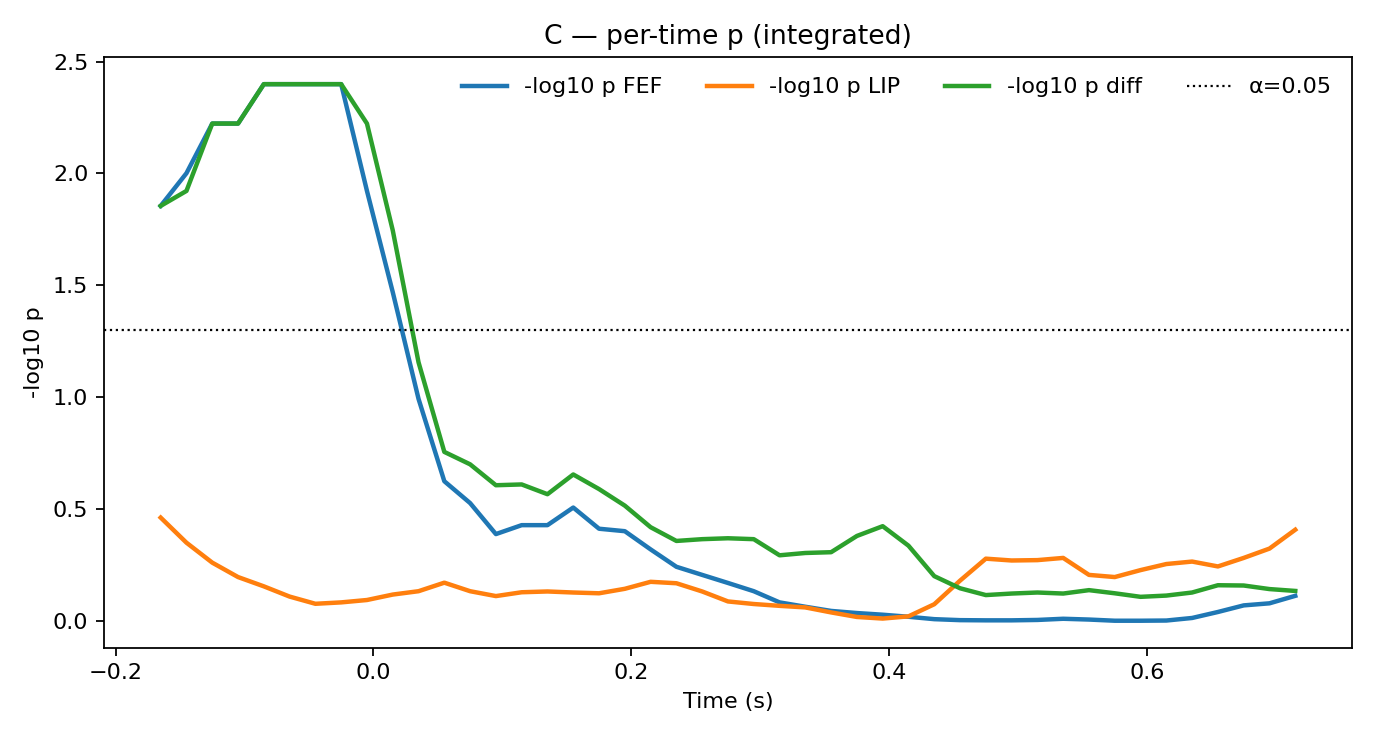 C — per-time p (integrated)
-log10 p FEF
-log10 p LIP
-log10 p diff
α=0.05
-log10 p
2.5
2.0
1.5
1.0
0.5
0.0
−0.2
0.0
0.2
0.4
0.6
Time (s)